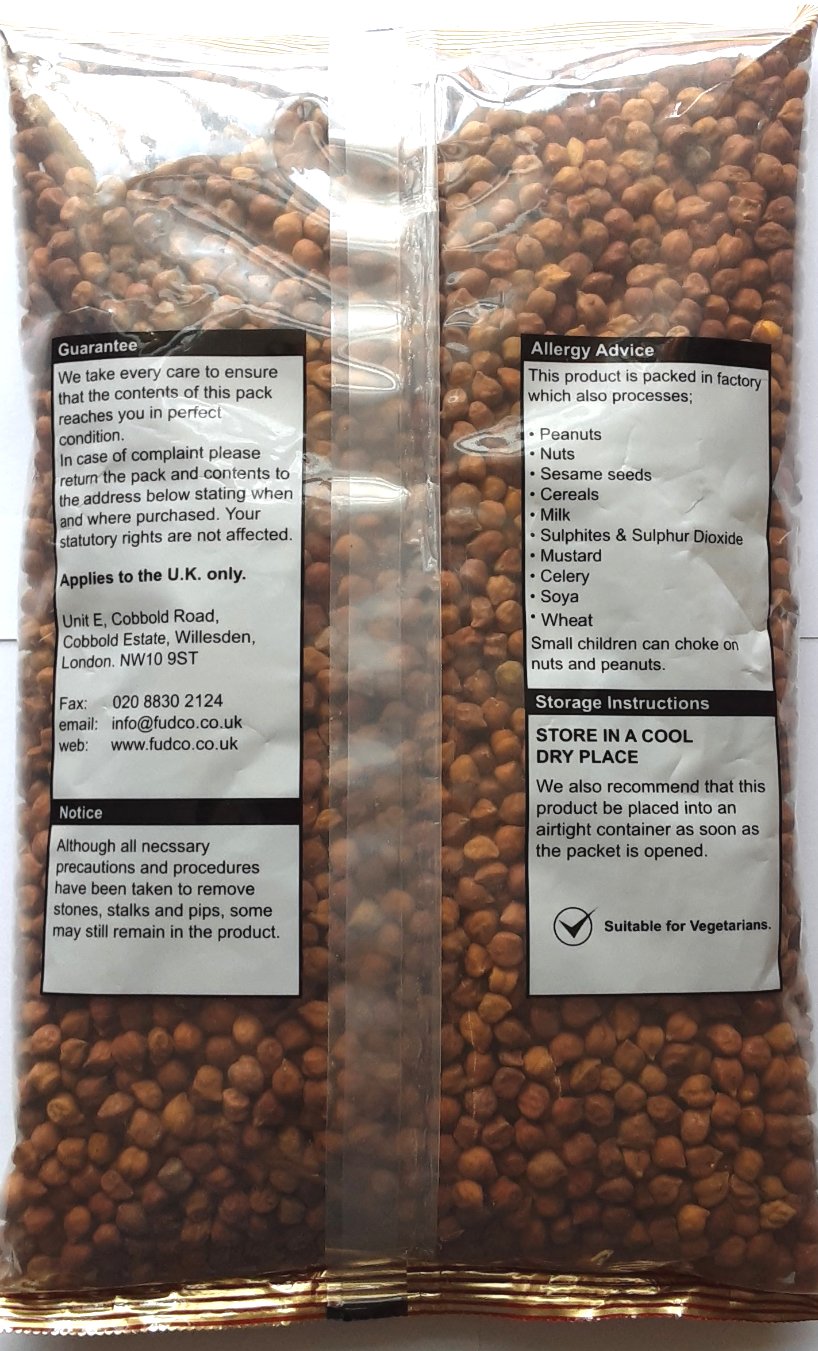 Guarantee
We take every care to ensure
that the contents of this pack
reaches you in perfect
condition.
In case of complaint please
return the pack and contents to
the address below stating when
and where purchased. Your
statutory rights are not affected.
Applies to the U.K. only.
Unit E, Cobbold Road,
Cobbold Estate, Willesden,
London. NW10 9ST
Fax: 020 8830 2124
email: info@fudco.co.uk
web: www.fudco.co.uk
Notice
Although all necssary
precautions and procedures
have been taken to remove
stones, stalks and pips, some
may still remain in the product.
Allergy Advice
This product is packed in factory
which also processes;
• Peanuts
• Nuts
• Sesame seeds
• Cereals
• Milk
• Sulphites & Sulphur Dioxide
• Mustard
• Celery
• Soya
• Wheat
Small children can choke on
nuts and peanuts.
Storage Instructions
STORE IN A COOL
DRY PLACE
We also recommend that this
product be placed into an
airtight container as soon as
the packet is opened.
Suitable for Vegetarians.